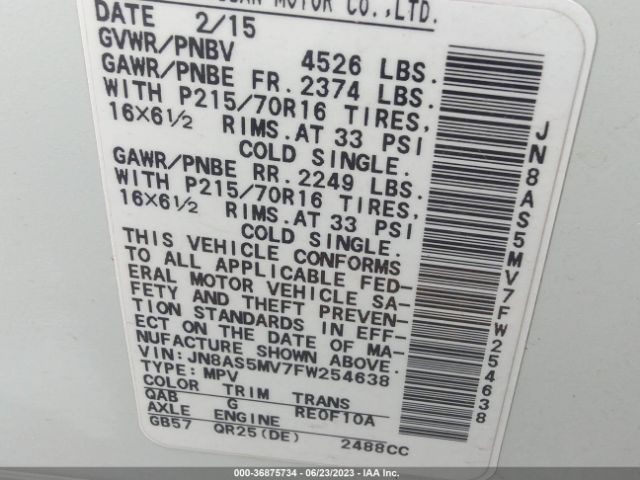 MOTOR CO.,LTD.
DATE 2/15
GVWR/PNBV 4526 LBS.
GAWR/PNBE FR. 2374 LBS.
WITH P215/70R16 TIRES,
16X6½ RIMS.AT 33 PSI
COLD SINGLE.
GAWR/PNBE RR. 2249 LBS.
WITH P215/70R16 TIRES,
16X6½ RIMS.AT 33 PSI
COLD SINGLE.
THIS VEHICLE CONFORMS
TO ALL APPLICABLE FED-
ERAL MOTOR VEHICLE SA-
FETY AND THEFT PREVEN-
TION STANDARDS IN EFF-
ECT ON THE DATE OF MA-
NUFACTURE SHOWN ABOVE.
VIN: JN8AS5MV7FW254638
TYPE: MPV
COLOR TRIM TRANS
QAB G RE0F10A
AXLE ENGINE
GB57 QR25(DE) 2488CC
JN8AS5MV7FW254638
000-36875734 - 06/23/2023 - IAA Inc.